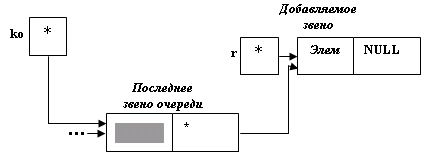 Добавляемое
звено
ko * r * Элем NULL
Последнее
звено очереди
... *